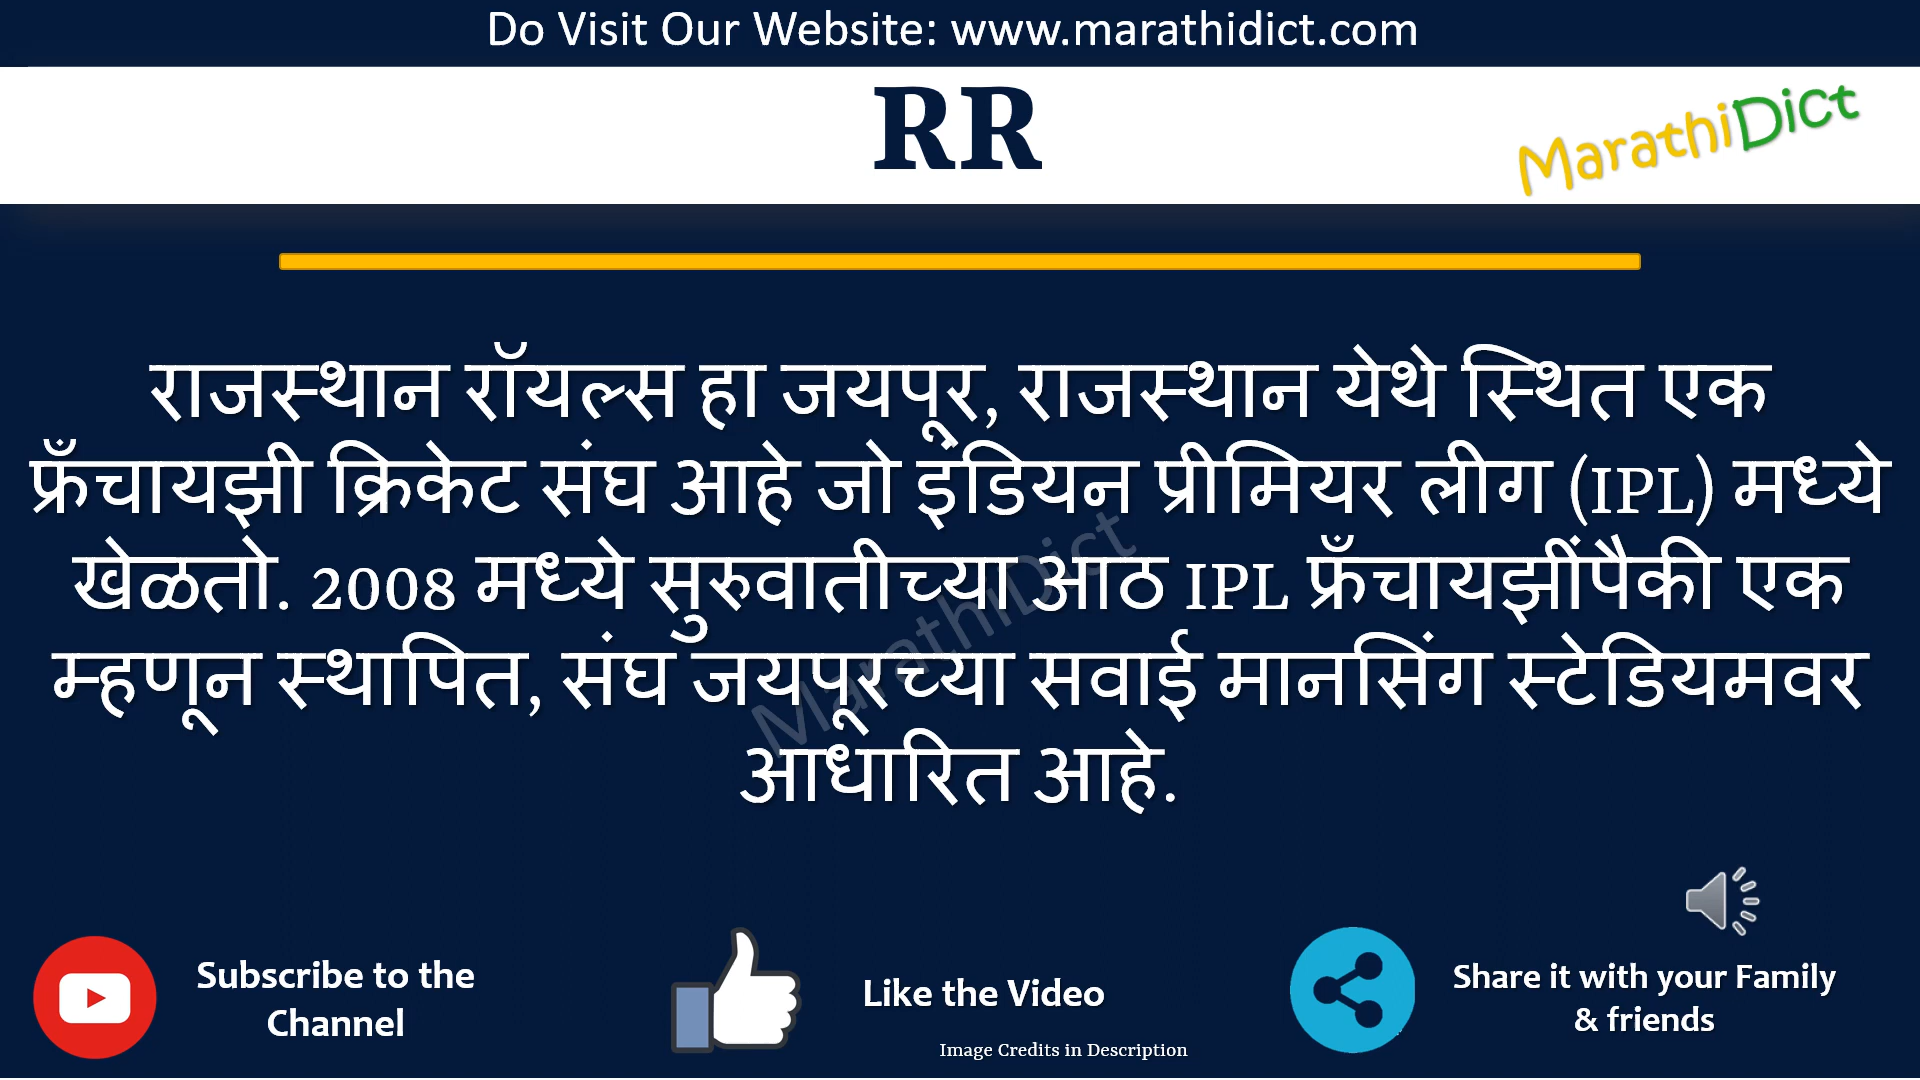 Do Visit Our Website: www.marathidict.com
RR
MarathiDict
राजस्थान रॉयल्स हा जयपूर, राजस्थान येथे स्थित एक
फ्रँचायझी क्रिकेट संघ आहे जो इंडियन प्रीमियर लीग (IPL) मध्ये
खेळतो. 2008 मध्ये सुरुवातीच्या आठ IPL फ्रँचायझींपैकी एक
म्हणून स्थापित, संघ जयपूरच्या सवाई मानसिंग स्टेडियमवर
आधारित आहे.
MarathiDict
Subscribe to the
Channel
Like the Video
Share it with your Family
& friends
Image Credits in Description